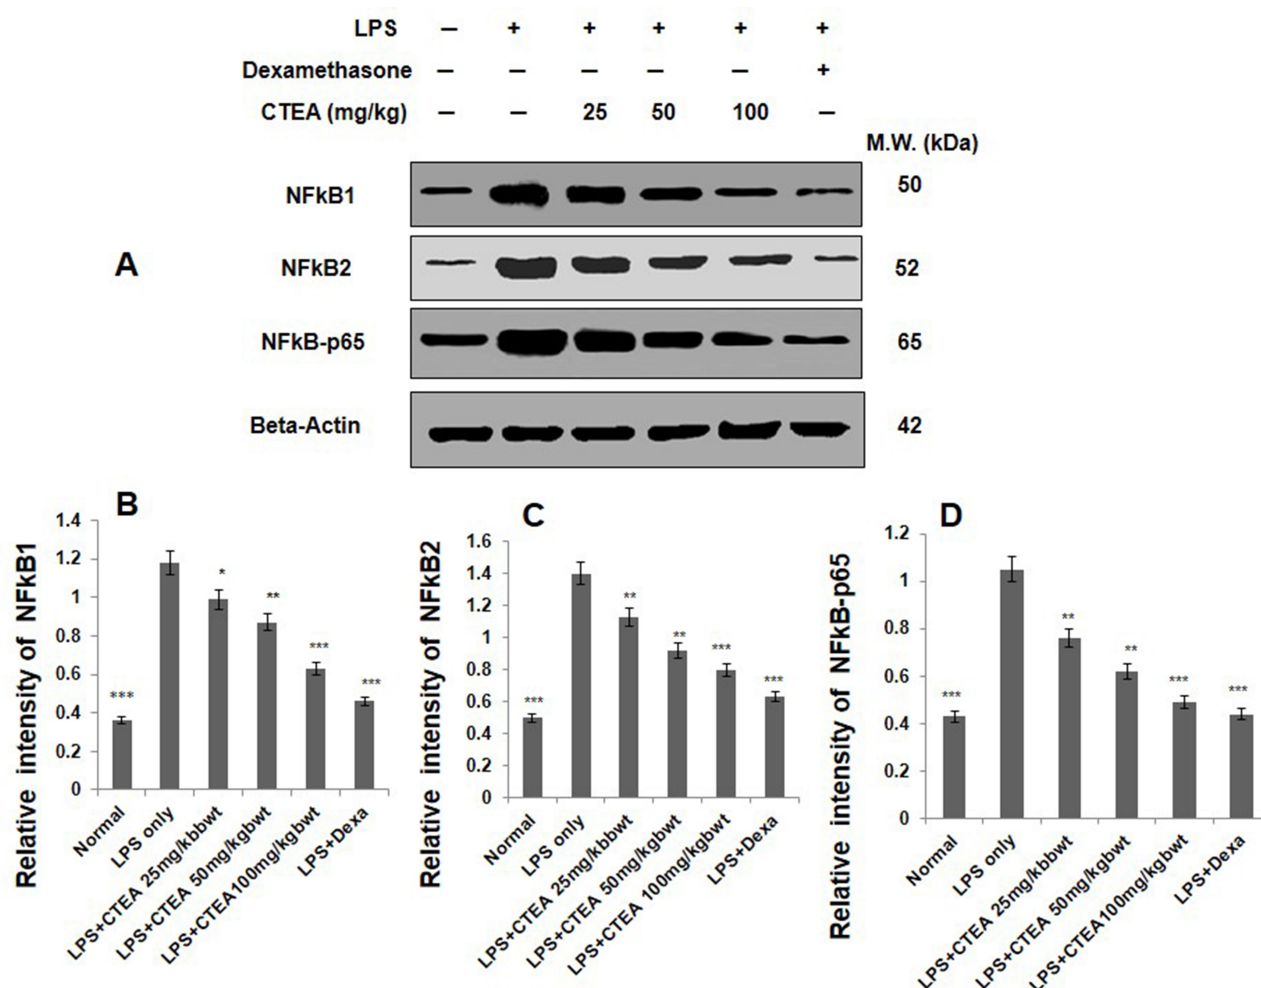 LPS – + + + + +
Dexamethasone – – – – – +
CTEA (mg/kg) – – 25 50 100 –
M.W. (kDa)
NFkB1 50
A
NFkB2 52
NFkB-p65 65
Beta-Actin 42
B
Relative intensity of NFkB1
1.4
1.2
1
0.8
0.6
0.4
0.2
0
***
*
**
***
***
Normal
LPS only
LPS+CTEA 25mg/kbbwt
LPS+CTEA 50mg/kgbwt
LPS+CTEA100mg/kgbwt
LPS+Dexa
C
Relative intensity of NFkB2
1.6
1.4
1.2
1
0.8
0.6
0.4
0.2
0
***
**
**
***
***
Normal
LPS only
LPS+CTEA 25mg/kbbwt
LPS+CTEA 50mg/kgbwt
LPS+CTEA 100mg/kgbwt
LPS+Dexa
D
Relative intensity of NFkB-p65
1.2
1
0.8
0.6
0.4
0.2
0
***
**
**
***
***
Normal
LPS only
LPS+CTEA 25mg/kbbwt
LPS+CTEA 50mg/kgbwt
LPS+CTEA100mg/kgbwt
LPS+Dexa